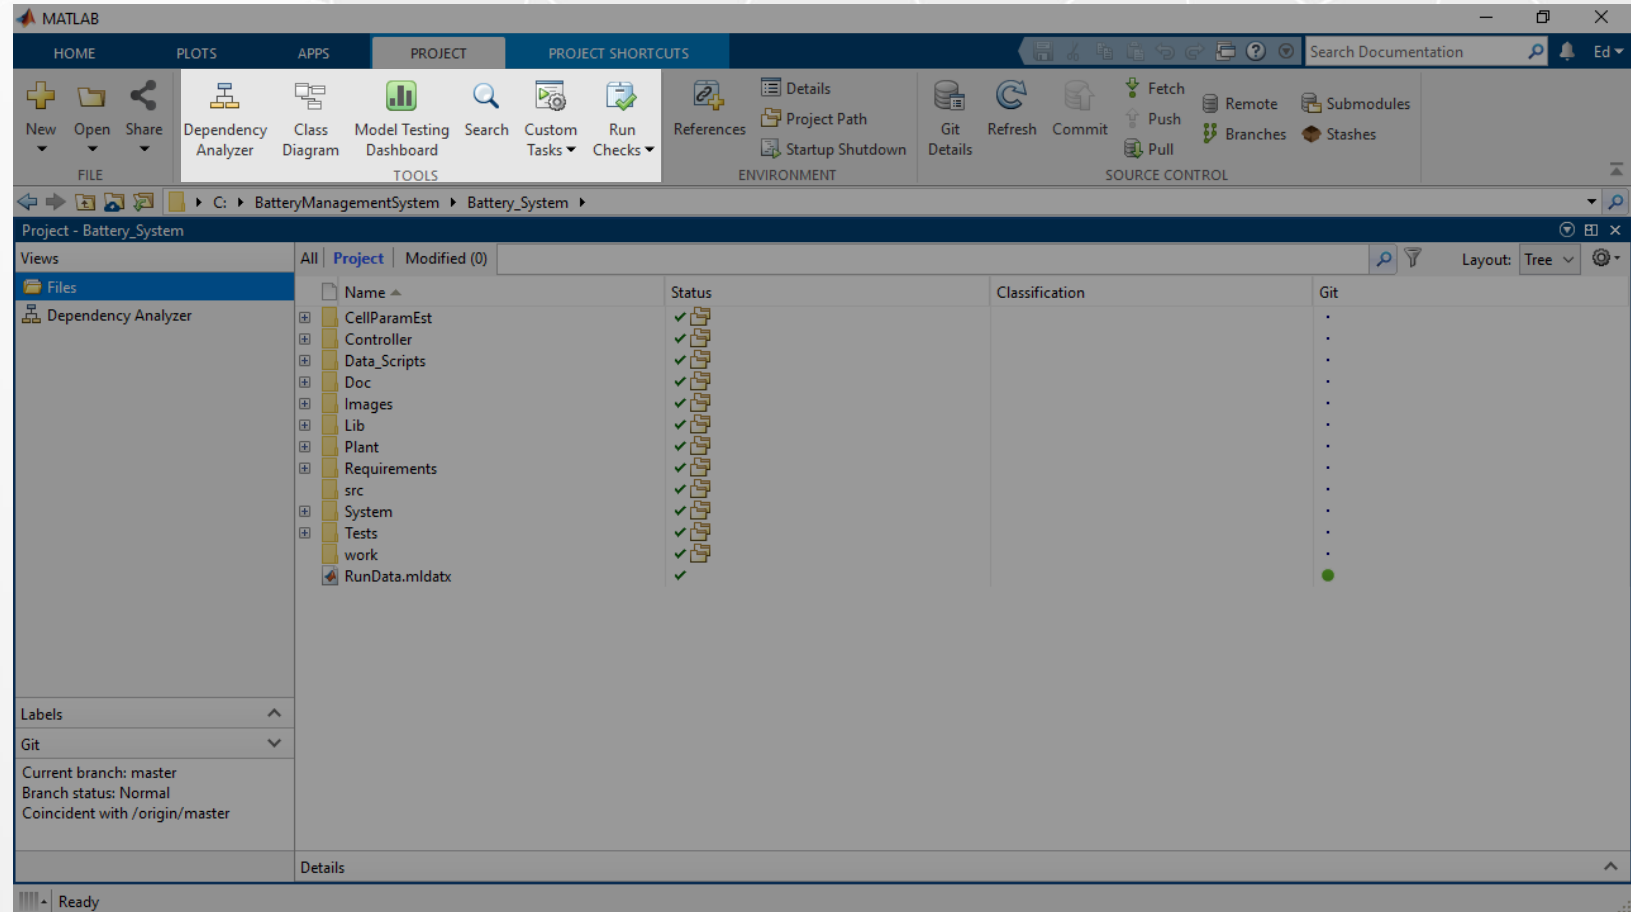 MATLAB
HOME PLOTS APPS PROJECT PROJECT SHORTCUTS Search Documentation Ed
New Open Share Dependency Analyzer Class Diagram Model Testing Dashboard Search Custom Tasks Run Checks References Details Project Path Startup Shutdown Git Details Refresh Commit Fetch Push Pull Remote Branches Submodules Stashes
FILE TOOLS ENVIRONMENT SOURCE CONTROL
C: BatteryManagementSystem Battery_System
Project - Battery_System
Views All Project Modified (0) Layout: Tree
Files Name Status Classification Git
Dependency Analyzer
CellParamEst
Controller
Data_Scripts
Doc
Images
Lib
Plant
Requirements
src
System
Tests
work
RunData.mldatx
Labels
Git
Current branch: master
Branch status: Normal
Coincident with /origin/master
Details
Ready